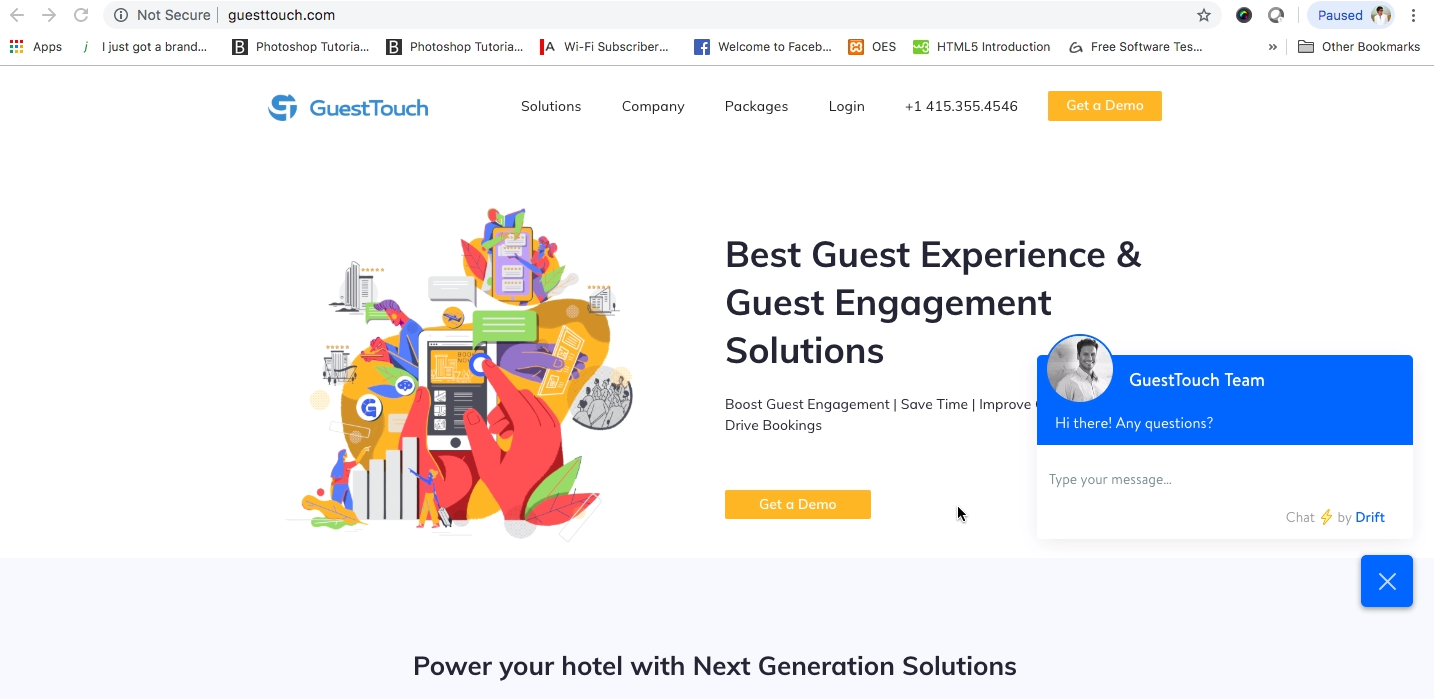 Not Secure | guesttouch.com
Paused
Apps
I just got a brand...
Photoshop Tutoria...
Photoshop Tutoria...
Wi-Fi Subscriber...
Welcome to Faceb...
OES
HTML5 Introduction
Free Software Tes...
»
Other Bookmarks
GuestTouch
Solutions
Company
Packages
Login
+1 415.355.4546
Get a Demo
Best Guest Experience &
Guest Engagement
Solutions
Boost Guest Engagement | Save Time | Improve
Drive Bookings
Get a Demo
GuestTouch Team
Hi there! Any questions?
Type your message...
Chat ⚡ by Drift
Power your hotel with Next Generation Solutions